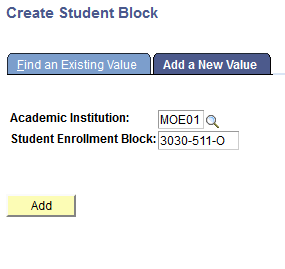 Create Student Block
Find an Existing Value Add a New Value
Academic Institution: MOE01
Student Enrollment Block: 3030-511-O
Add